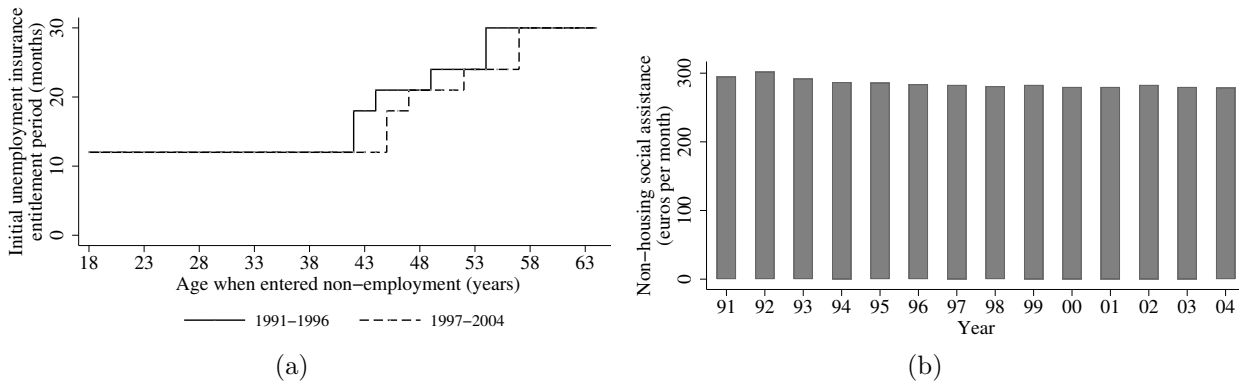 Initial unemployment insurance
entitlement period (months)
30
20
10
0
18 23 28 33 38 43 48 53 58 63
Age when entered non−employment (years)
1991−1996 1997−2004
(a)
Non−housing social assistance
(euros per month)
300
200
100
0
91 92 93 94 95 96 97 98 99 00 01 02 03 04
Year
(b)